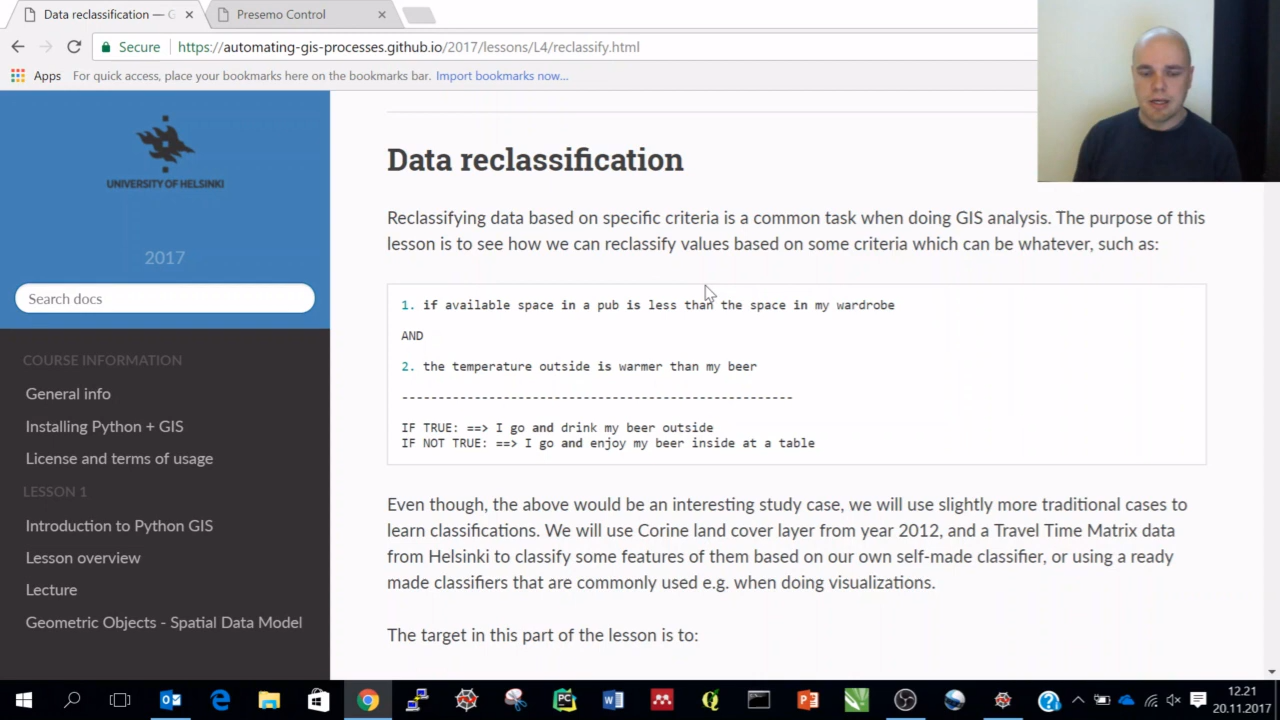 Data reclassification — G
Presemo Control
Secure
https://automating-gis-processes.github.io/2017/lessons/L4/reclassify.html
Apps
For quick access, place your bookmarks here on the bookmarks bar. Import bookmarks now...
UNIVERSITY OF HELSINKI
2017
Search docs
COURSE INFORMATION
General info
Installing Python + GIS
License and terms of usage
LESSON 1
Introduction to Python GIS
Lesson overview
Lecture
Geometric Objects - Spatial Data Model
Data reclassification
Reclassifying data based on specific criteria is a common task when doing GIS analysis. The purpose of this
lesson is to see how we can reclassify values based on some criteria which can be whatever, such as:
1. if available space in a pub is less than the space in my wardrobe
AND
2. the temperature outside is warmer than my beer
------------------------------------------------------
IF TRUE: ==> I go and drink my beer outside
IF NOT TRUE: ==> I go and enjoy my beer inside at a table
Even though, the above would be an interesting study case, we will use slightly more traditional cases to
learn classifications. We will use Corine land cover layer from year 2012, and a Travel Time Matrix data
from Helsinki to classify some features of them based on our own self-made classifier, or using a ready
made classifiers that are commonly used e.g. when doing visualizations.
The target in this part of the lesson is to:
12.21
20.11.2017